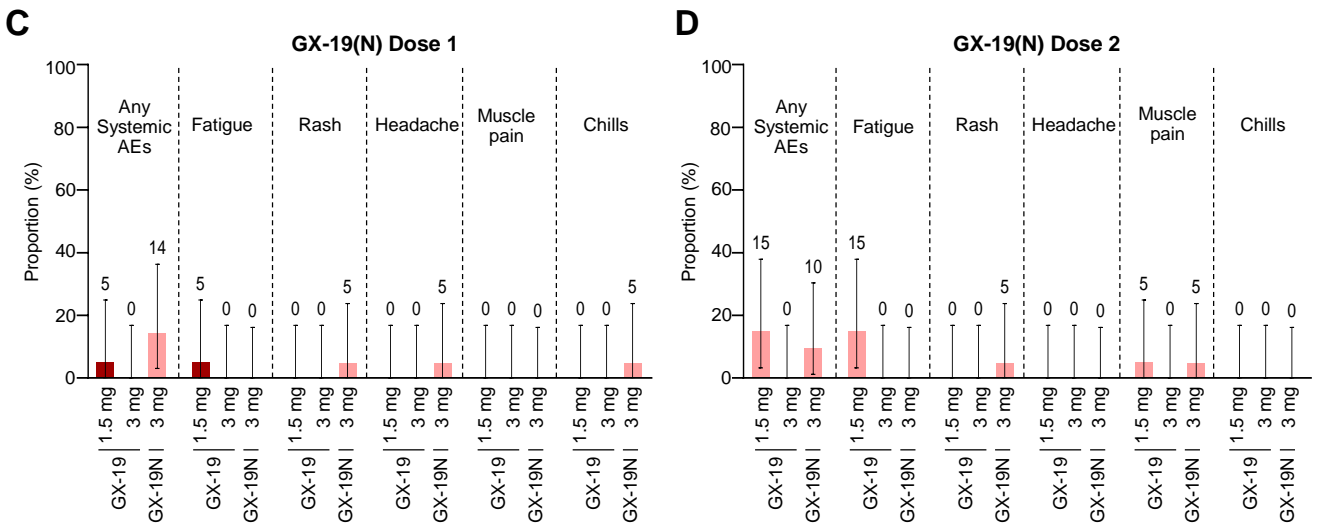 C
GX-19(N) Dose 1
Proportion (%)
100
80
60
40
20
0
Any
Systemic
AEs
Fatigue
Rash
Headache
Muscle
pain
Chills
5
0
14
5
0
0
0
0
5
0
0
5
0
0
0
0
0
5
1.5 mg
3 mg
3 mg
1.5 mg
3 mg
3 mg
1.5 mg
3 mg
3 mg
1.5 mg
3 mg
3 mg
1.5 mg
3 mg
3 mg
1.5 mg
3 mg
3 mg
GX-19
GX-19N
GX-19
GX-19N
GX-19
GX-19N
GX-19
GX-19N
GX-19
GX-19N
GX-19
GX-19N
D
GX-19(N) Dose 2
Proportion (%)
100
80
60
40
20
0
Any
Systemic
AEs
Fatigue
Rash
Headache
Muscle
pain
Chills
15
0
10
15
0
0
0
0
5
0
0
0
5
0
5
0
0
0
1.5 mg
3 mg
3 mg
1.5 mg
3 mg
3 mg
1.5 mg
3 mg
3 mg
1.5 mg
3 mg
3 mg
1.5 mg
3 mg
3 mg
1.5 mg
3 mg
3 mg
GX-19
GX-19N
GX-19
GX-19N
GX-19
GX-19N
GX-19
GX-19N
GX-19
GX-19N
GX-19
GX-19N